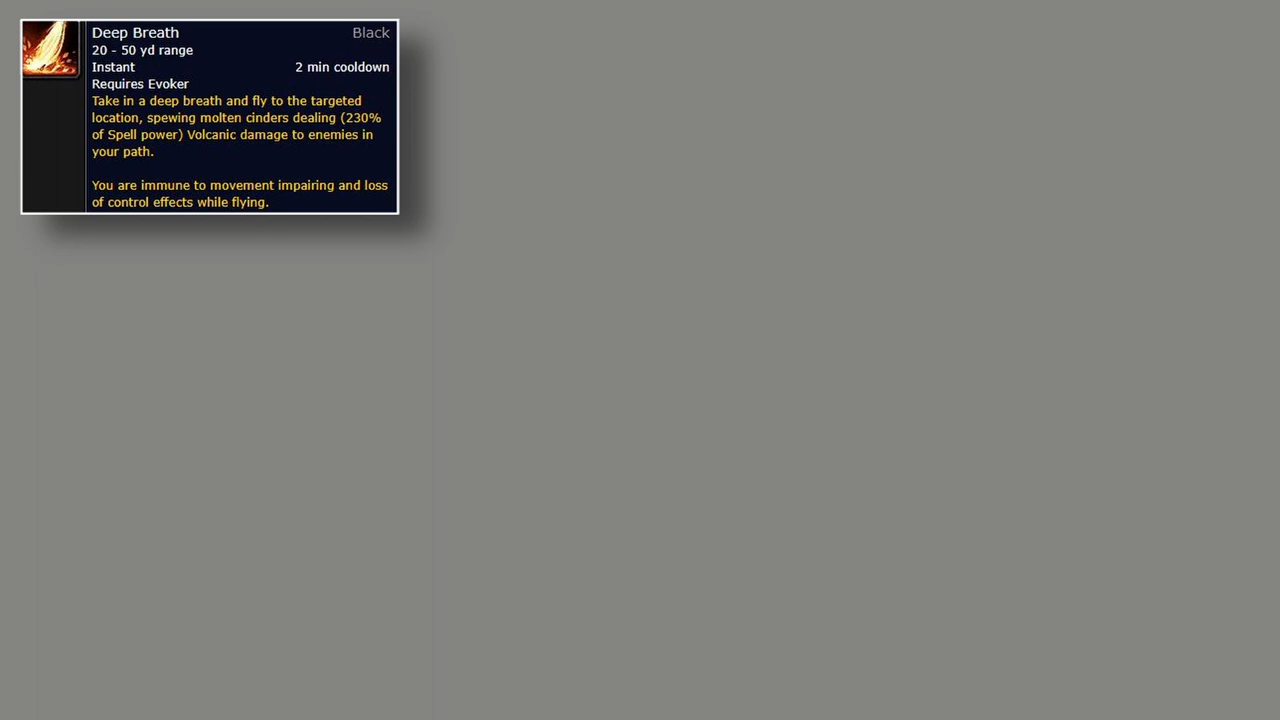 Deep Breath Black
20 - 50 yd range
Instant 2 min cooldown
Requires Evoker
Take in a deep breath and fly to the targeted
location, spewing molten cinders dealing (230%
of Spell power) Volcanic damage to enemies in
your path.
You are immune to movement impairing and loss
of control effects while flying.